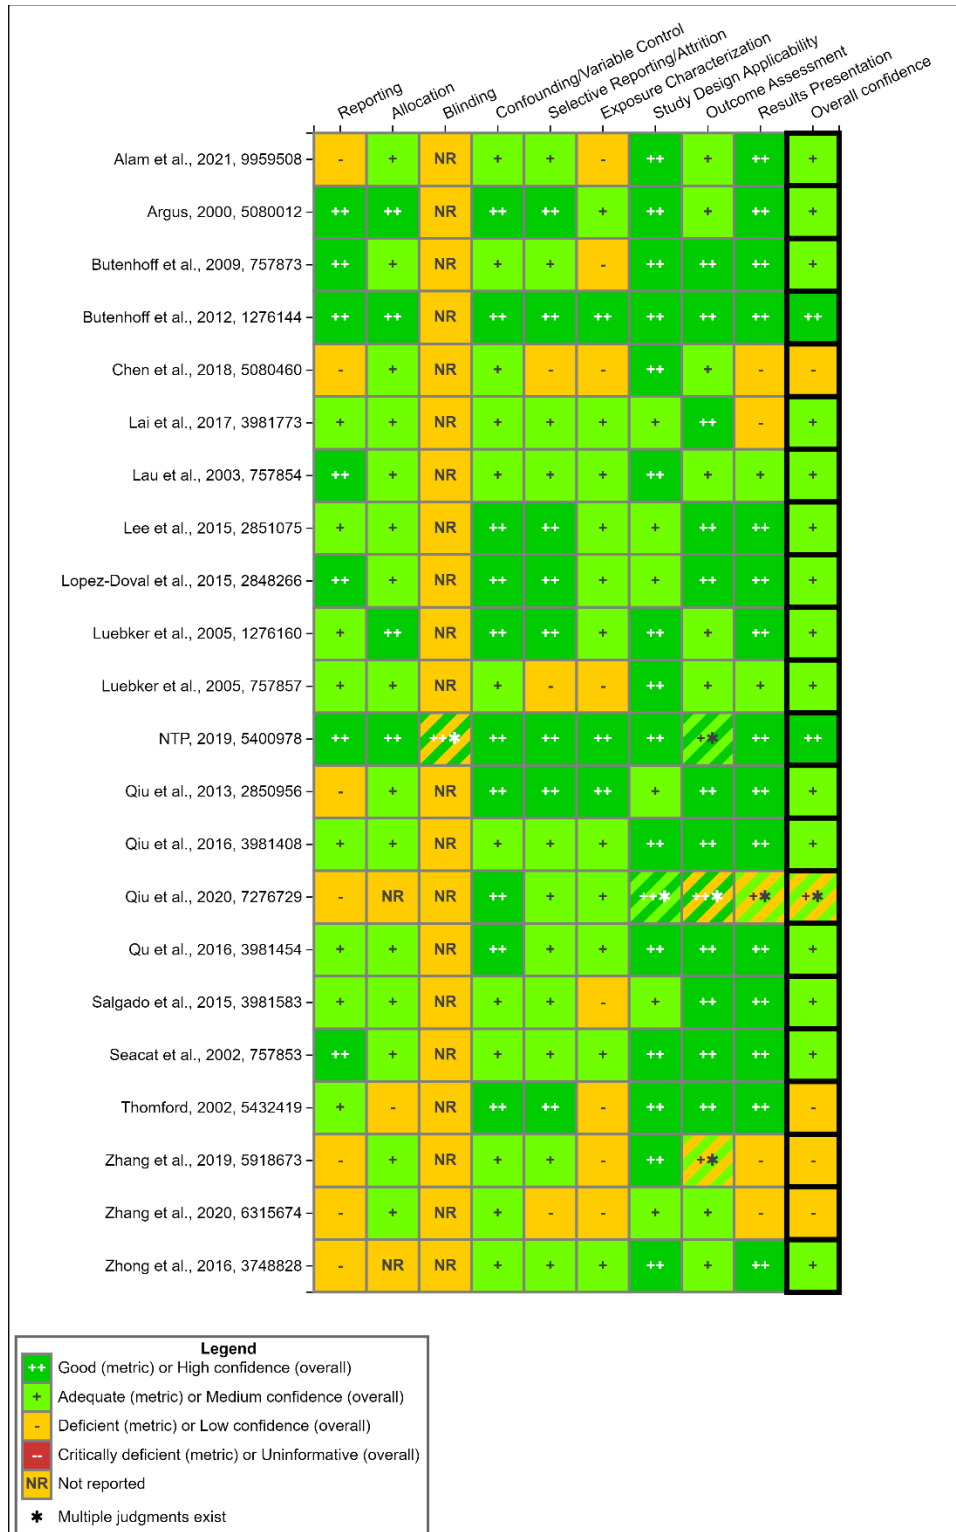 Reporting
Allocation
Blinding
Confounding/Variable Control
Selective Reporting/Attrition
Exposure Characterization
Study Design Applicability
Outcome Assessment
Results Presentation
Overall confidence
Alam et al., 2021, 9959508 - + NR + + - ++ + ++ +
Argus, 2000, 5080012 ++ ++ NR ++ ++ + ++ + ++ +
Butenhoff et al., 2009, 757873 ++ + NR + + - ++ ++ ++ +
Butenhoff et al., 2012, 1276144 ++ ++ NR ++ ++ ++ ++ ++ ++ ++
Chen et al., 2018, 5080460 - + NR + - - ++ + - -
Lai et al., 2017, 3981773 + + NR + + + + ++ - +
Lau et al., 2003, 757854 ++ + NR + + + ++ + + +
Lee et al., 2015, 2851075 + + NR ++ ++ + + ++ ++ +
Lopez-Doval et al., 2015, 2848266 ++ + NR ++ ++ + + ++ ++ +
Luebker et al., 2005, 1276160 + ++ NR ++ ++ + ++ + ++ +
Luebker et al., 2005, 757857 + + NR + - - ++ + + +
NTP, 2019, 5400978 ++ ++ ++✱ ++ ++ ++ ++ +✱ ++ ++
Qiu et al., 2013, 2850956 - + NR ++ ++ ++ + ++ ++ +
Qiu et al., 2016, 3981408 + + NR + + + ++ ++ ++ +
Qiu et al., 2020, 7276729 - NR NR ++ + + ++✱ ++✱ +✱ +✱
Qu et al., 2016, 3981454 + + NR ++ + + ++ ++ ++ +
Salgado et al., 2015, 3981583 + + NR + + - + ++ ++ +
Seacat et al., 2002, 757853 ++ + NR + + + ++ ++ ++ +
Thomford, 2002, 5432419 + - NR ++ ++ - ++ ++ ++ -
Zhang et al., 2019, 5918673 - + NR + + - ++ +✱ - -
Zhang et al., 2020, 6315674 - + NR + - - + + - -
Zhong et al., 2016, 3748828 - NR NR + + + ++ + ++ +
Legend
++ Good (metric) or High confidence (overall)
+ Adequate (metric) or Medium confidence (overall)
- Deficient (metric) or Low confidence (overall)
-- Critically deficient (metric) or Uninformative (overall)
NR Not reported
✱ Multiple judgments exist